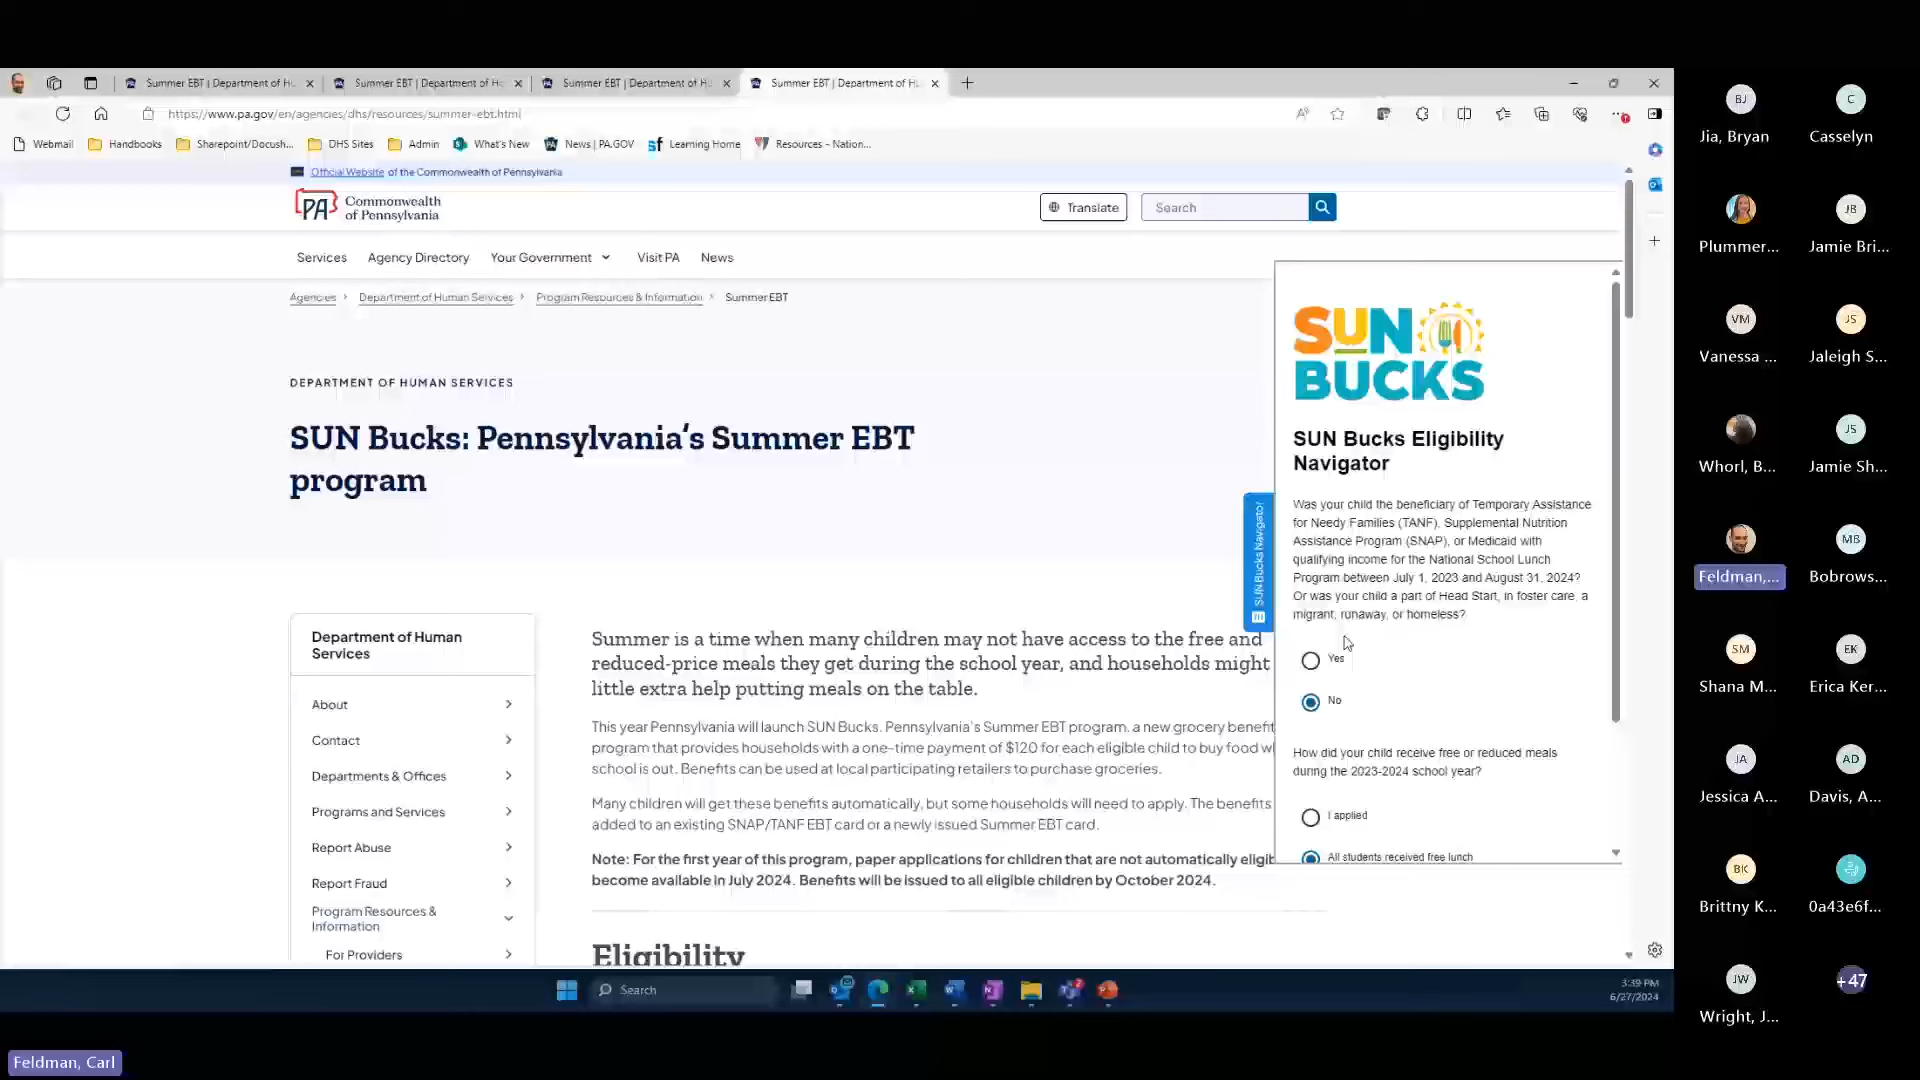 Summer EBT | Department of Hu
Summer EBT | Department of Hu
Summer EBT | Department of Hu
Summer EBT | Department of Hu
https://www.pa.gov/en/agencies/dhs/resources/summer-ebt.html
Webmail
Handbooks
Sharepoint/Docush...
DHS Sites
Admin
What's New
News | PA.GOV
Learning Home
Resources - Nation...
Official Website of the Commonwealth of Pennsylvania
PA Commonwealth
of Pennsylvania
Translate
Search
Services
Agency Directory
Your Government
Visit PA
News
Agencies
Department of Human Services
Program Resources & Information
Summer EBT
DEPARTMENT OF HUMAN SERVICES
SUN Bucks: Pennsylvania's Summer EBT
program
Department of Human
Services
About
Contact
Departments & Offices
Programs and Services
Report Abuse
Report Fraud
Program Resources &
Information
For Providers
Summer is a time when many children may not have access to the free and
reduced-price meals they get during the school year, and households might
little extra help putting meals on the table.
This year Pennsylvania will launch SUN Bucks, Pennsylvania's Summer EBT program, a new grocery benefit
program that provides households with a one-time payment of $120 for each eligible child to buy food w
school is out. Benefits can be used at local participating retailers to purchase groceries.
Many children will get these benefits automatically, but some households will need to apply. The benefits
added to an existing SNAP/TANF EBT card or a newly issued Summer EBT card.
Note: For the first year of this program, paper applications for children that are not automatically eligib
become available in July 2024. Benefits will be issued to all eligible children by October 2024.
Eligibility
SUN Bucks Navigator
SUN
BUCKS
SUN Bucks Eligibility
Navigator
Was your child the beneficiary of Temporary Assistance
for Needy Families (TANF), Supplemental Nutrition
Assistance Program (SNAP), or Medicaid with
qualifying income for the National School Lunch
Program between July 1, 2023 and August 31, 2024?
Or was your child a part of Head Start, in foster care, a
migrant, runaway, or homeless?
Yes
No
How did your child receive free or reduced meals
during the 2023-2024 school year?
I applied
All students received free lunch
Search
3:39 PM
6/27/2024
BJ
Jia, Bryan
C
Casselyn
Plummer...
JB
Jamie Bri...
VM
Vanessa ...
JS
Jaleigh S...
Whorl, B...
JS
Jamie Sh...
Feldman,...
MB
Bobrows...
SM
Shana M...
EK
Erica Ker...
JA
Jessica A...
AD
Davis, A...
BK
Brittny K...
0a43e6f...
JW
Wright, J...
+47
Feldman, Carl